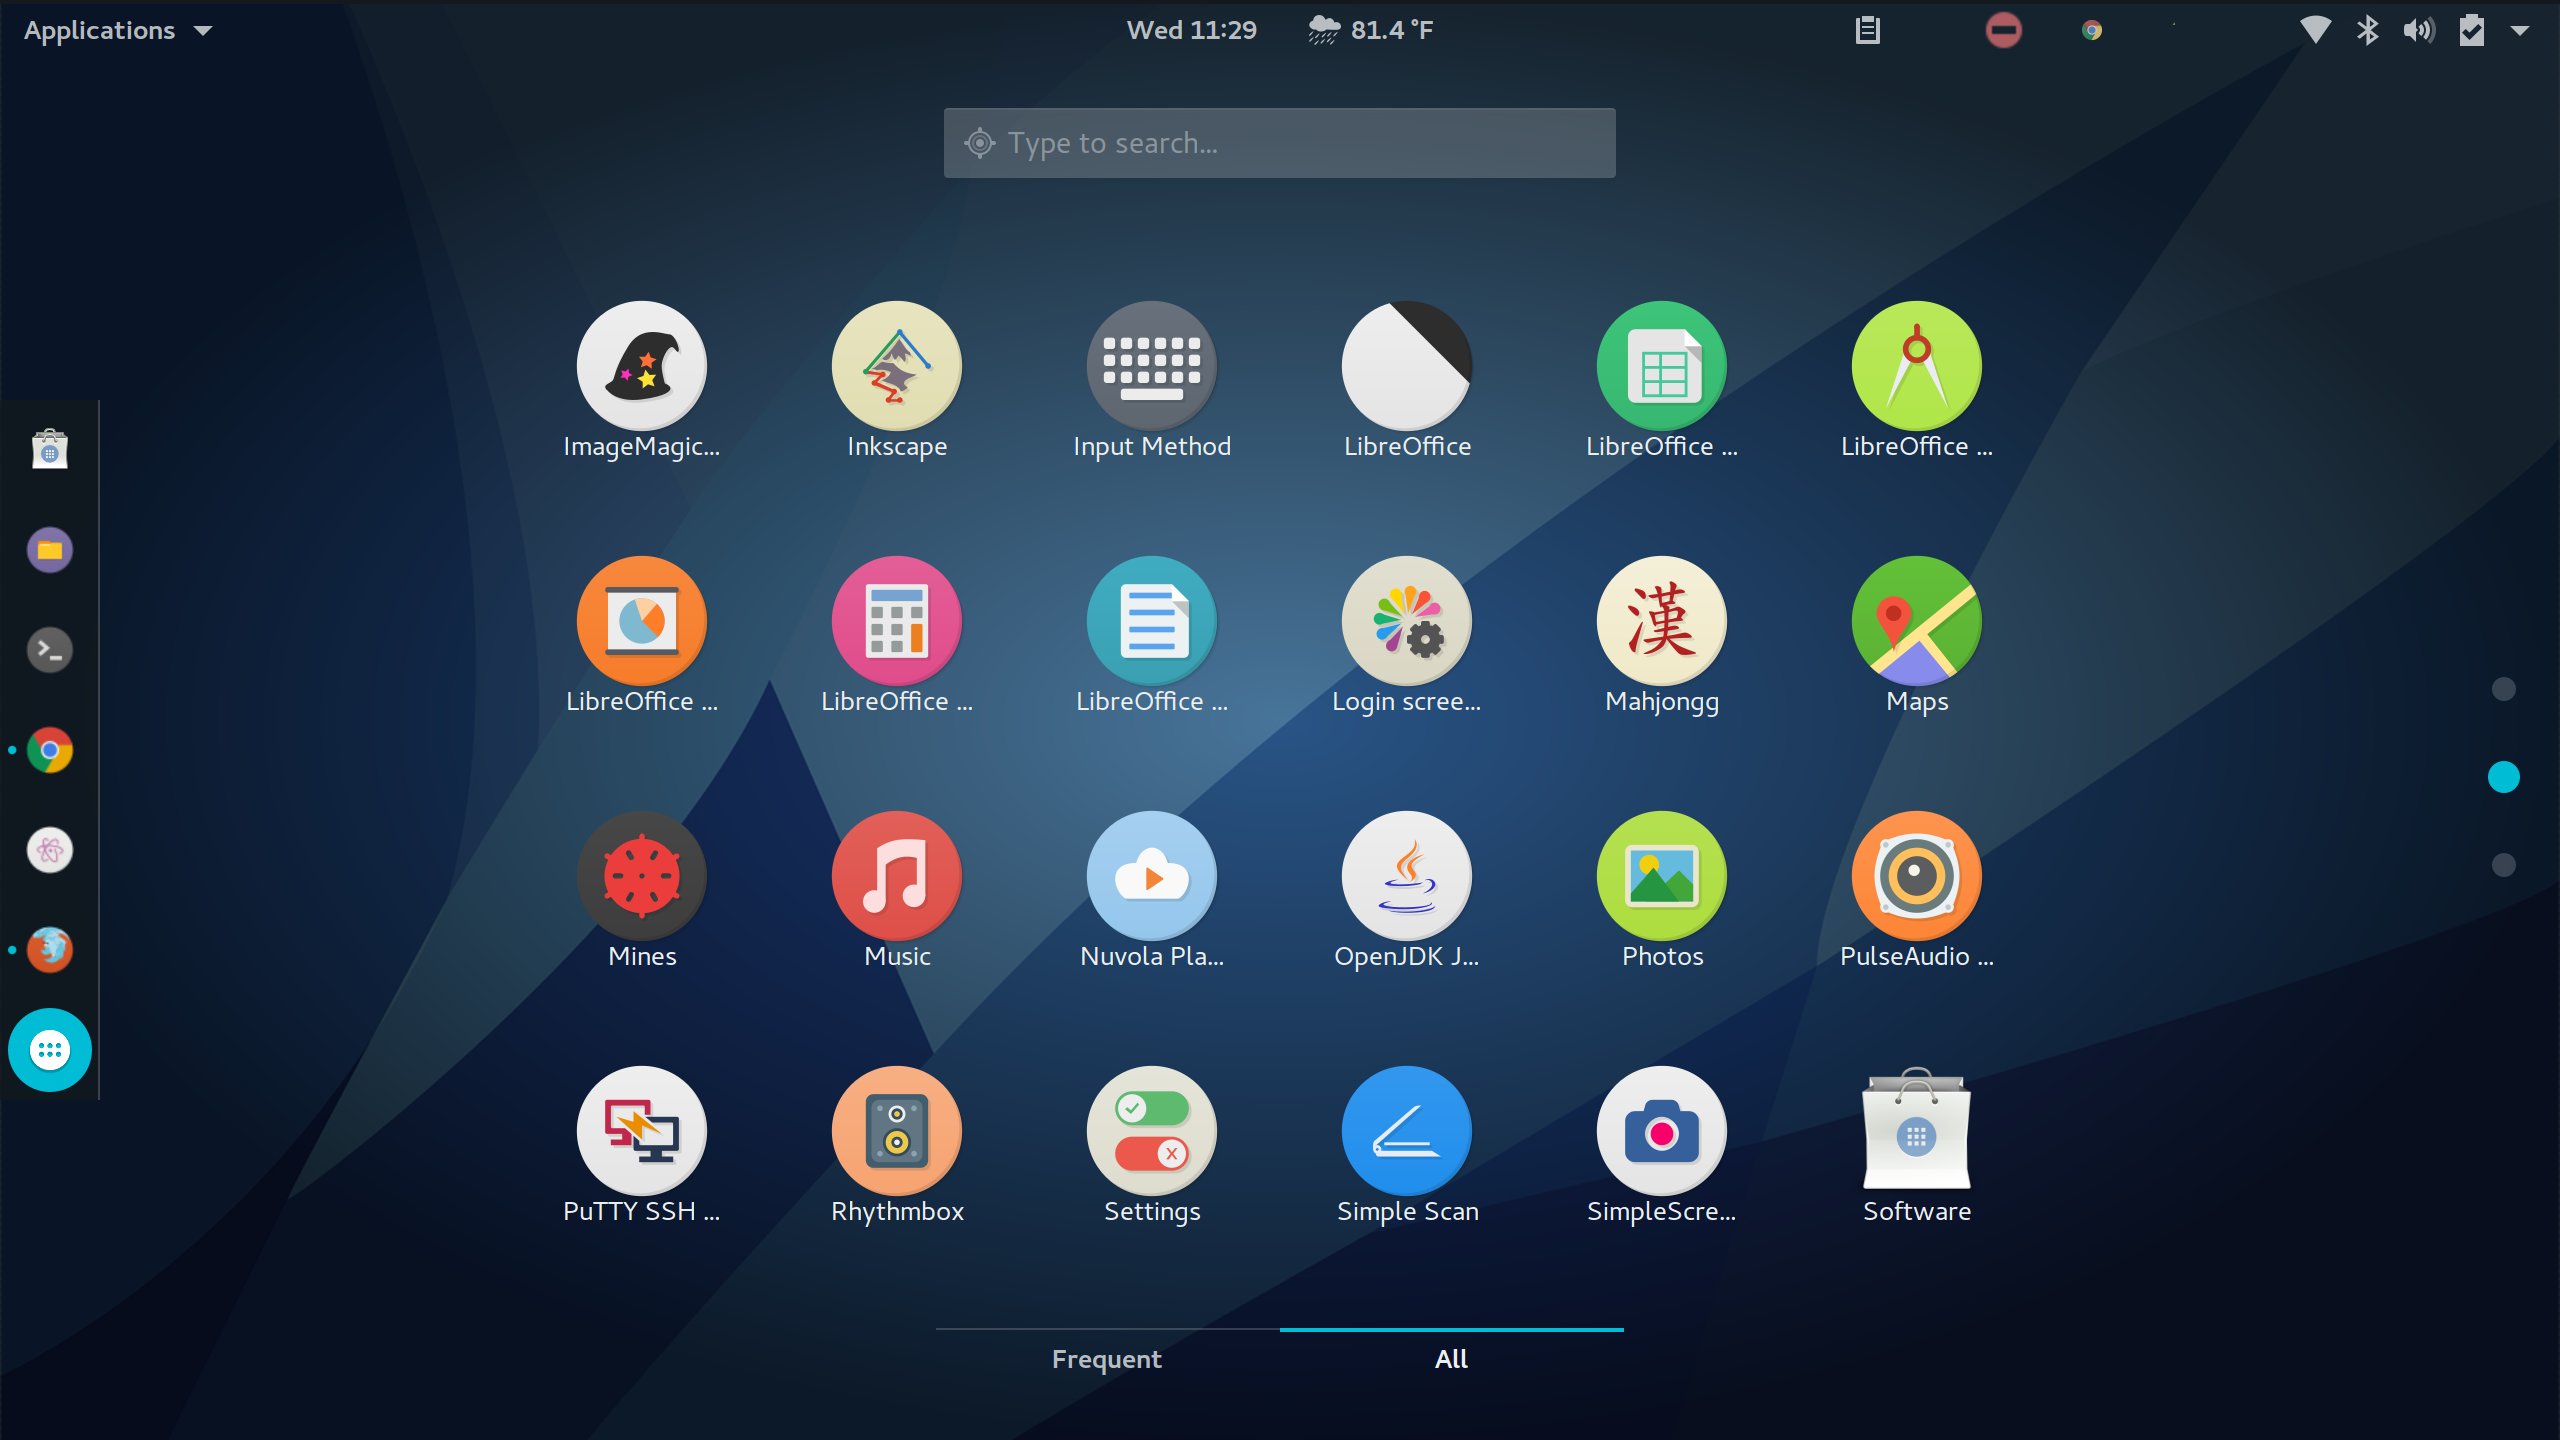 Applications
Wed 11:29
81.4 °F
Type to search...
ImageMagic...
Inkscape
Input Method
LibreOffice
LibreOffice ...
LibreOffice ...
LibreOffice ...
LibreOffice ...
LibreOffice ...
Login scree...
漢
Mahjongg
Maps
Mines
Music
Nuvola Pla...
OpenJDK J...
Photos
PulseAudio ...
PuTTY SSH ...
Rhythmbox
Settings
Simple Scan
SimpleScre...
Software
Frequent
All